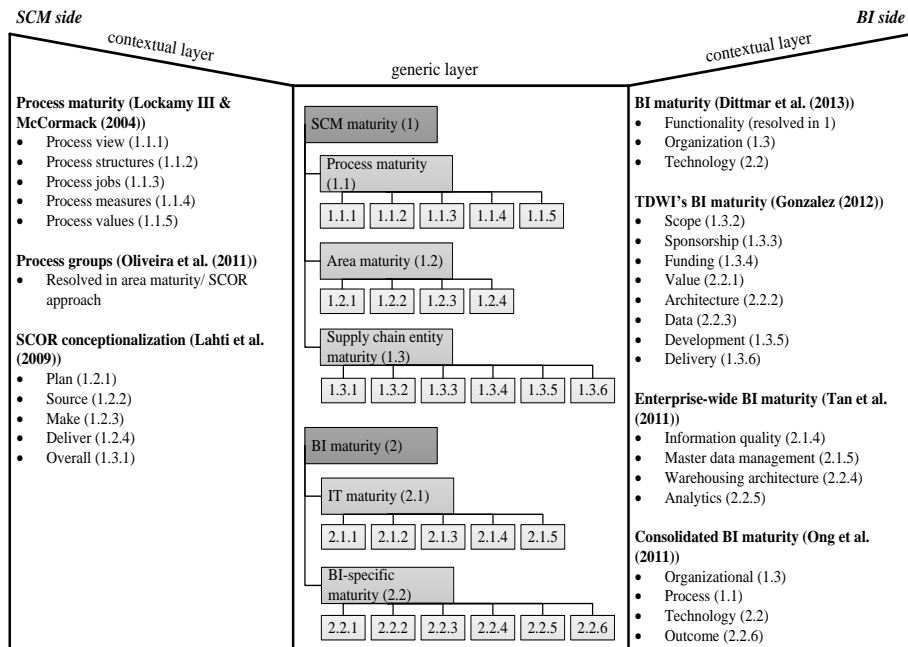 SCM side
BI side
contextual layer
generic layer
contextual layer
Process maturity (Lockamy III &
McCormack (2004))
• Process view (1.1.1)
• Process structures (1.1.2)
• Process jobs (1.1.3)
• Process measures (1.1.4)
• Process values (1.1.5)
Process groups (Oliveira et al. (2011))
• Resolved in area maturity/ SCOR
approach
SCOR conceptionalization (Lahti et al.
(2009))
• Plan (1.2.1)
• Source (1.2.2)
• Make (1.2.3)
• Deliver (1.2.4)
• Overall (1.3.1)
SCM maturity (1)
Process maturity
(1.1)
1.1.1 1.1.2 1.1.3 1.1.4 1.1.5
Area maturity (1.2)
1.2.1 1.2.2 1.2.3 1.2.4
Supply chain entity
maturity (1.3)
1.3.1 1.3.2 1.3.3 1.3.4 1.3.5 1.3.6
BI maturity (2)
IT maturity (2.1)
2.1.1 2.1.2 2.1.3 2.1.4 2.1.5
BI-specific
maturity (2.2)
2.2.1 2.2.2 2.2.3 2.2.4 2.2.5 2.2.6
BI maturity (Dittmar et al. (2013))
• Functionality (resolved in 1)
• Organization (1.3)
• Technology (2.2)
TDWI's BI maturity (Gonzalez (2012))
• Scope (1.3.2)
• Sponsorship (1.3.3)
• Funding (1.3.4)
• Value (2.2.1)
• Architecture (2.2.2)
• Data (2.2.3)
• Development (1.3.5)
• Delivery (1.3.6)
Enterprise-wide BI maturity (Tan et al.
(2011))
• Information quality (2.1.4)
• Master data management (2.1.5)
• Warehousing architecture (2.2.4)
• Analytics (2.2.5)
Consolidated BI maturity (Ong et al.
(2011))
• Organizational (1.3)
• Process (1.1)
• Technology (2.2)
• Outcome (2.2.6)